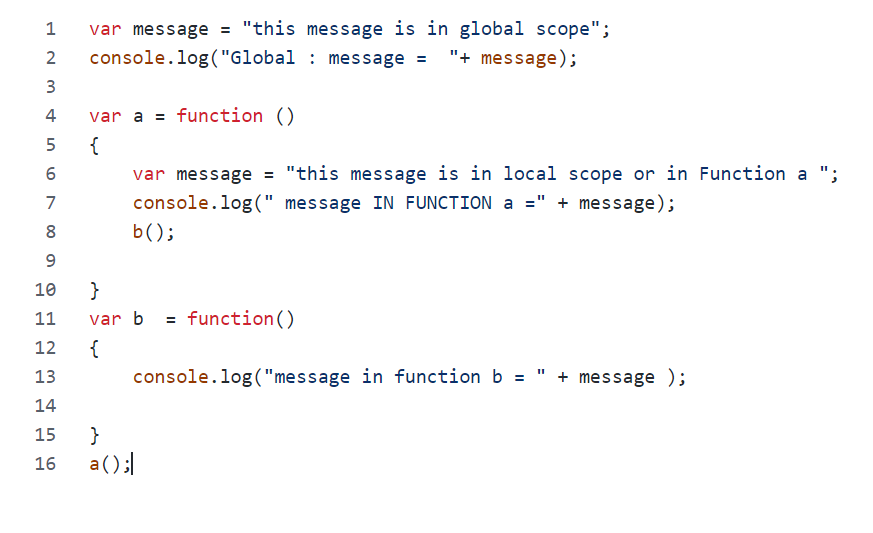 1 var message = "this message is in global scope";
2 console.log("Global : message =  "+ message);
3
4 var a = function ()
5 {
6     var message = "this message is in local scope or in Function a ";
7     console.log(" message IN FUNCTION a =" + message);
8     b();
9
10 }
11 var b  = function()
12 {
13     console.log("message in function b = " + message );
14
15 }
16 a();